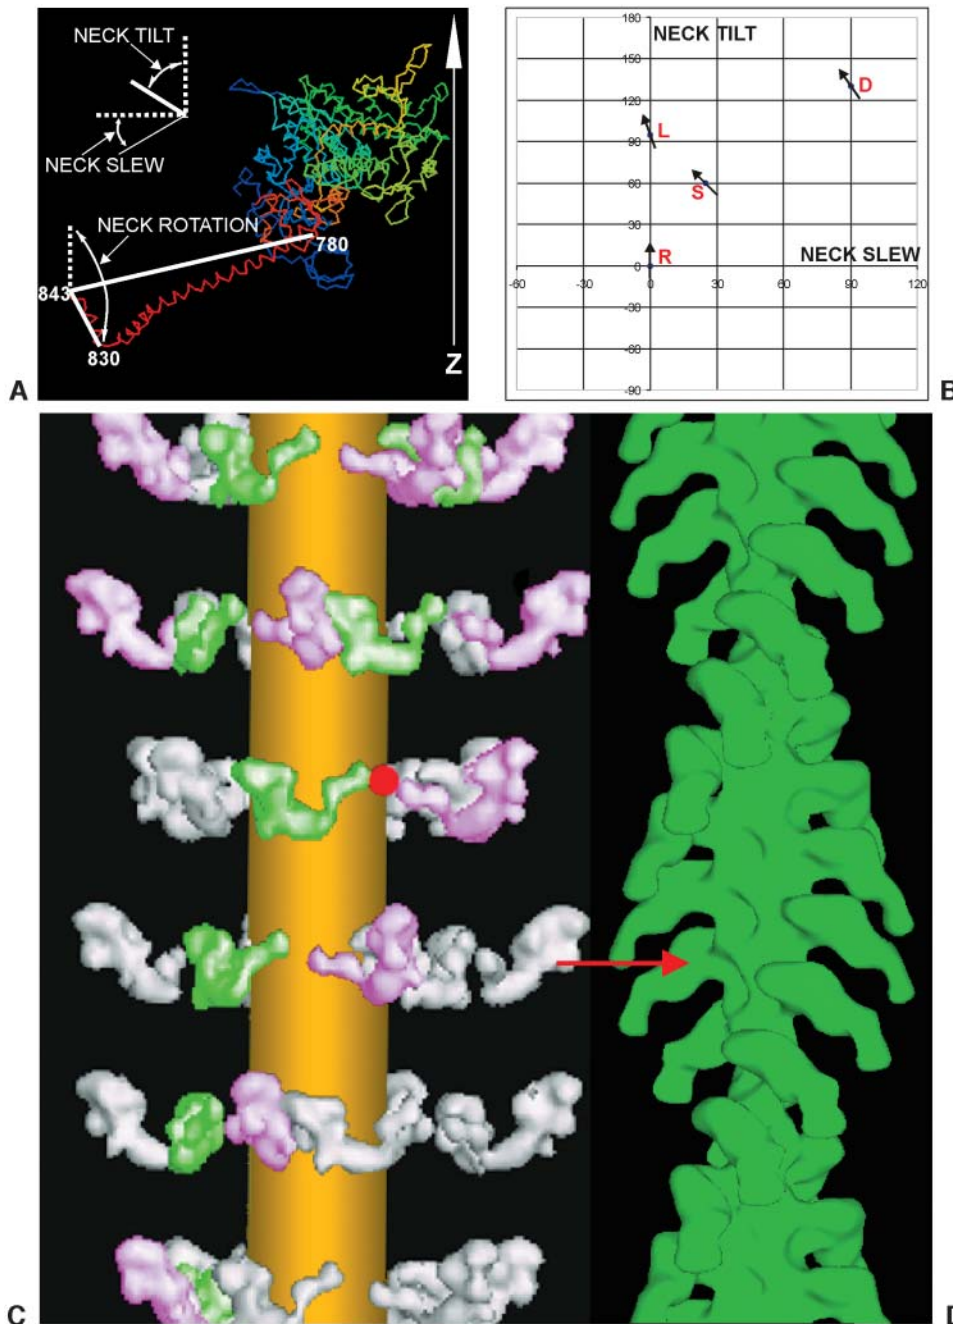 NECK TILT
NECK SLEW
NECK ROTATION
780
843
830
Z
A
180
NECK TILT
150
120
D
L
90
60
S
30
NECK SLEW
R
0
-60
-30
0
30
60
90
120
-30
-60
-90
B
C
D